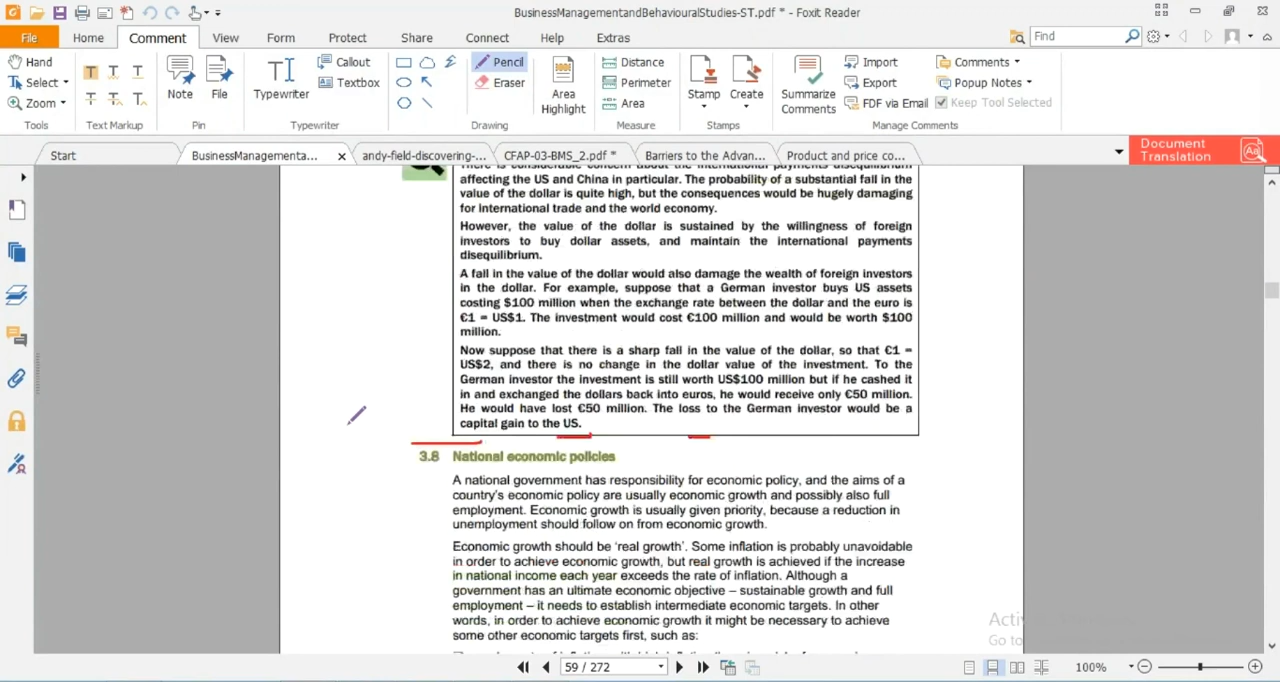 BusinessManagementandBehaviouralStudies-ST.pdf * - Foxit Reader
File Home Comment View Form Protect Share Connect Help Extras Find
Hand Callout Pencil Distance Import Comments
Select Textbox Eraser Perimeter Export Popup Notes
Zoom Note File Typewriter Area Highlight Area Stamp Create Summarize Comments FDF via Email Keep Tool Selected
Tools Text Markup Pin Typewriter Drawing Measure Stamps Manage Comments
Start BusinessManagementa... andy-field-discovering-... CFAP-03-BMS_2.pdf * Barriers to the Advan... Product and price co... Document Translation
affecting the US and China in particular. The probability of a substantial fall in the
value of the dollar is quite high, but the consequences would be hugely damaging
for international trade and the world economy.
However, the value of the dollar is sustained by the willingness of foreign
investors to buy dollar assets, and maintain the international payments
disequilibrium.
A fall in the value of the dollar would also damage the wealth of foreign investors
in the dollar. For example, suppose that a German investor buys US assets
costing $100 million when the exchange rate between the dollar and the euro is
€1 = US$1. The investment would cost €100 million and would be worth $100
million.
Now suppose that there is a sharp fall in the value of the dollar, so that €1 =
US$2, and there is no change in the dollar value of the investment. To the
German investor the investment is still worth US$100 million but if he cashed it
in and exchanged the dollars back into euros, he would receive only €50 million.
He would have lost €50 million. The loss to the German investor would be a
capital gain to the US.
3.8 National economic policies
A national government has responsibility for economic policy, and the aims of a
country's economic policy are usually economic growth and possibly also full
employment. Economic growth is usually given priority, because a reduction in
unemployment should follow on from economic growth.
Economic growth should be 'real growth'. Some inflation is probably unavoidable
in order to achieve economic growth, but real growth is achieved if the increase
in national income each year exceeds the rate of inflation. Although a
government has an ultimate economic objective – sustainable growth and full
employment – it needs to establish intermediate economic targets. In other
words, in order to achieve economic growth it might be necessary to achieve
some other economic targets first, such as:
Go to
59 / 272 100%